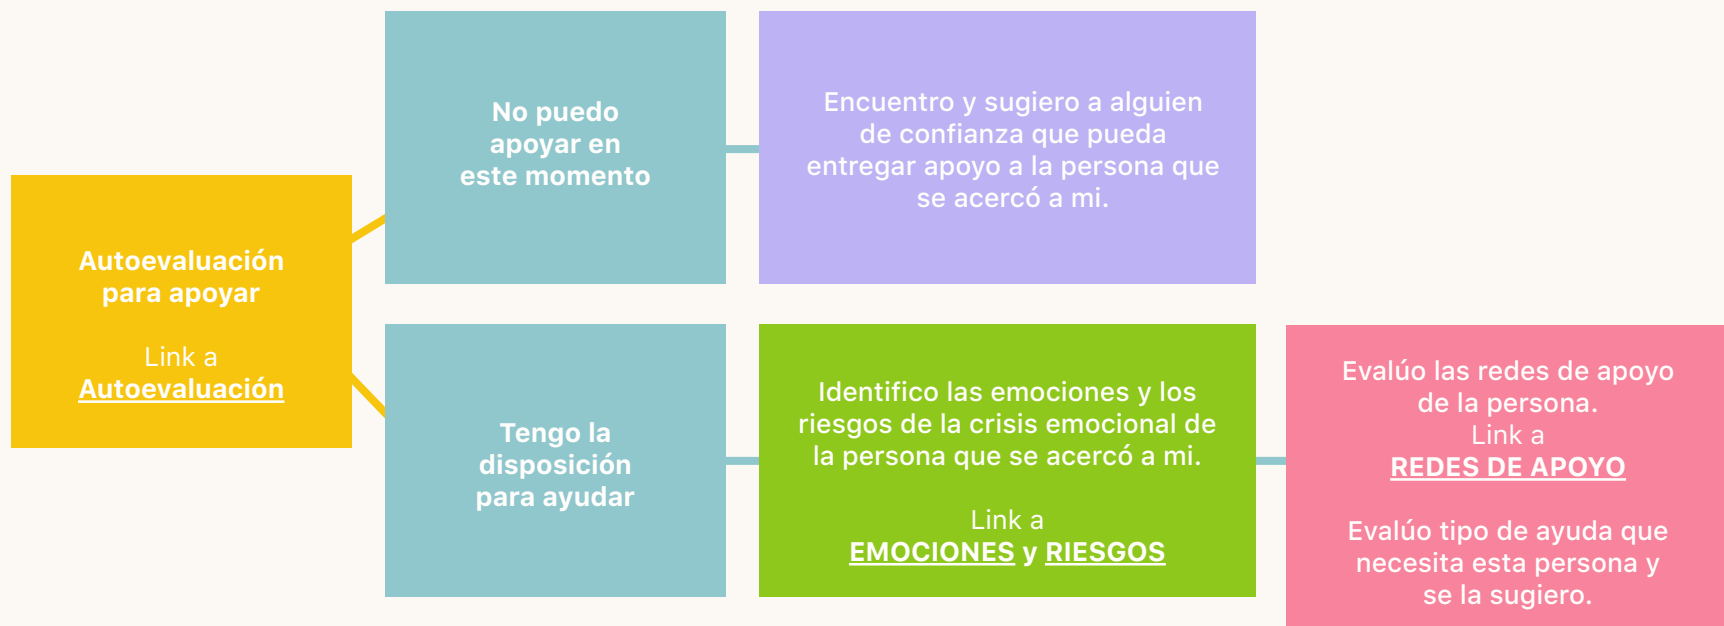 Autoevaluación
para apoyar
Link a
Autoevaluación
No puedo
apoyar en
este momento
Encuentro y sugiero a alguien
de confianza que pueda
entregar apoyo a la persona que
se acercó a mi.
Tengo la
disposición
para ayudar
Identifico las emociones y los
riesgos de la crisis emocional de
la persona que se acercó a mi.
Link a
EMOCIONES y RIESGOS
Evalúo las redes de apoyo
de la persona.
Link a
REDES DE APOYO
Evalúo tipo de ayuda que
necesita esta persona y
se la sugiero.